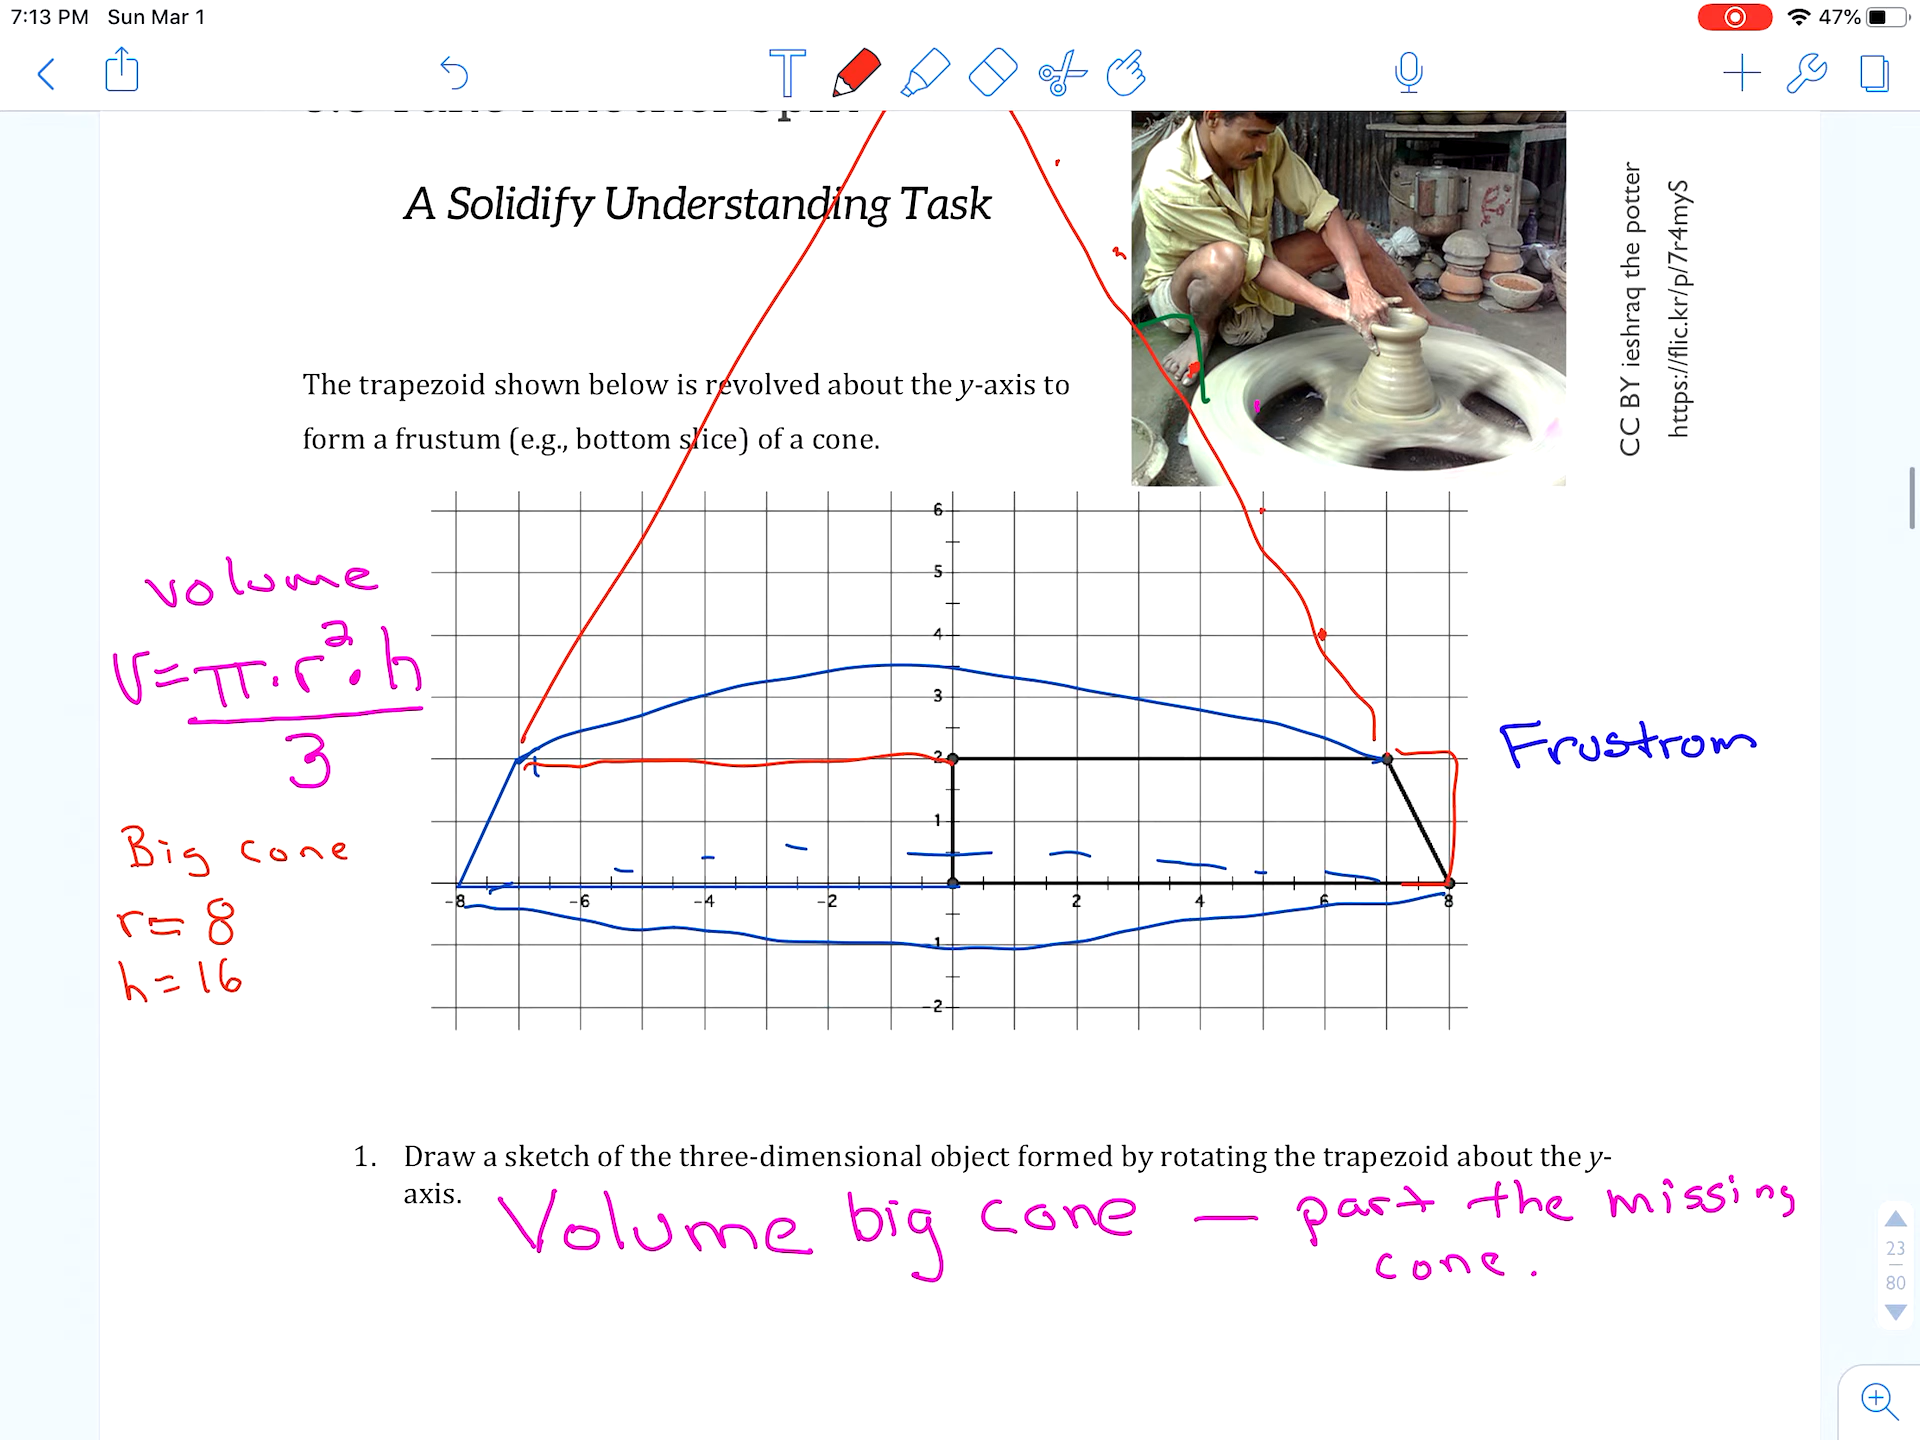 7:13 PM Sun Mar 1
47%
A Solidify Understanding Task
CC BY ieshraq the potter
https://flic.kr/p/7r4myS
The trapezoid shown below is revolved about the y-axis to
form a frustum (e.g., bottom slice) of a cone.
6
5
4
3
2
1
-8 -6 -4 -2 2 4 6 8
-1
-2
volume
V = π · r² · h
3
Big cone
r = 8
h = 16
Frustrom
1. Draw a sketch of the three-dimensional object formed by rotating the trapezoid about the y-
axis.
Volume big cone — part the missing
cone.
23
80